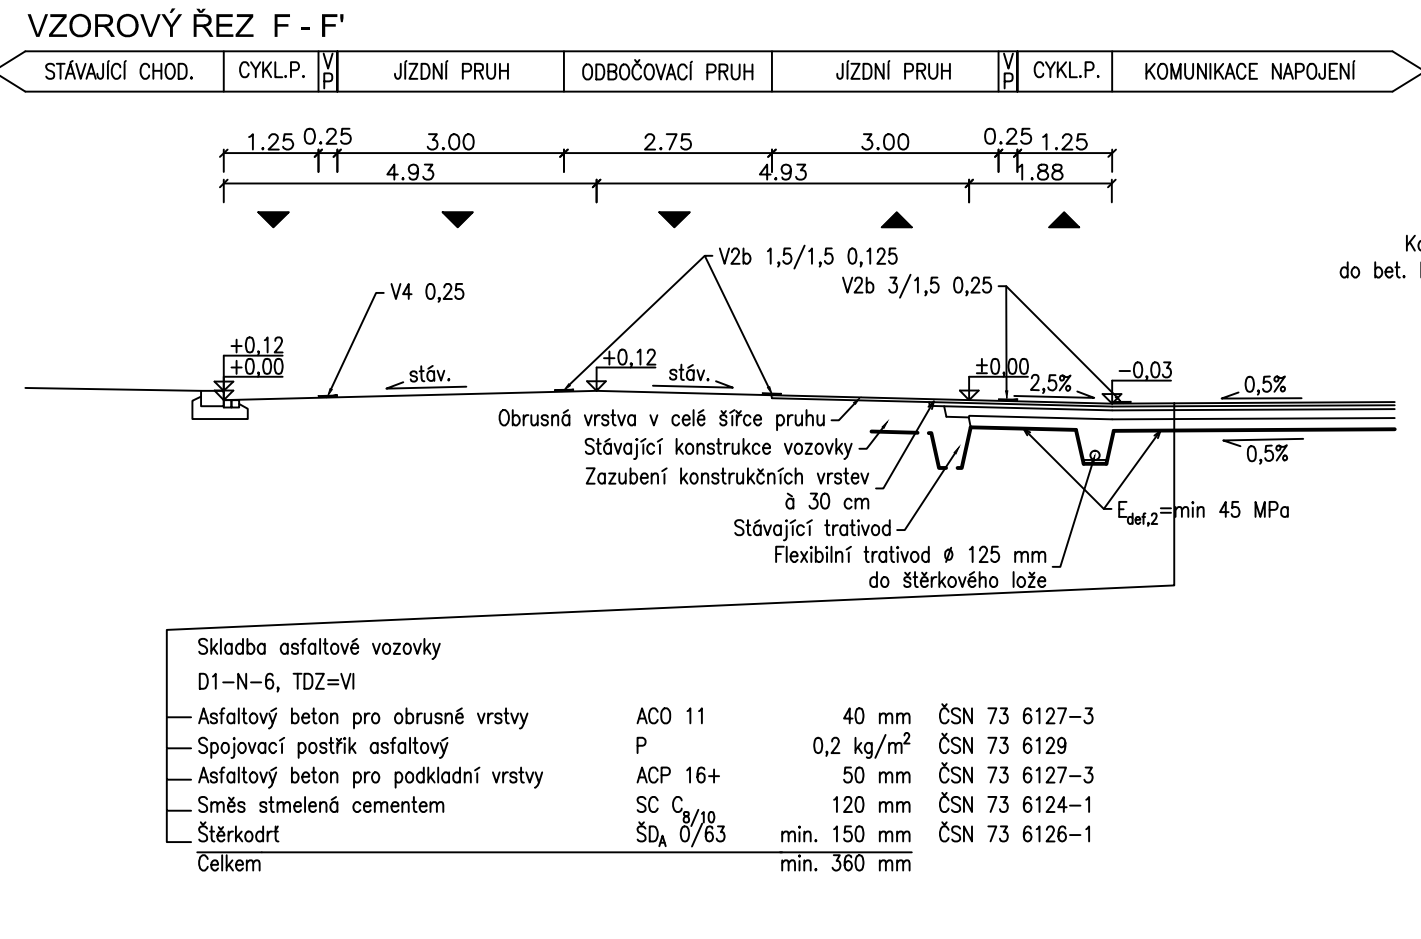 VZOROVÝ ŘEZ F - F'
STÁVAJÍCÍ CHOD. CYKL.P. VP JÍZDNÍ PRUH ODBOČOVACÍ PRUH JÍZDNÍ PRUH VP CYKL.P. KOMUNIKACE NAPOJENÍ
1.25 0.25 3.00 2.75 3.00 0.25 1.25
4.93 4.93 1.88
V2b 1,5/1,5 0,125
V2b 3/1,5 0,25
V4 0,25
do bet.
+0,12
+0,00
stáv.
+0,12
stáv.
±0,00
2,5%
-0,03
0,5%
Obrusná vrstva v celé šířce pruhu
Stávající konstrukce vozovky
0,5%
Zazubení konstrukčních vrstev
à 30 cm
Edef,2=min 45 MPa
Stávající trativod
Flexibilní trativod ø 125 mm
do štěrkového lože
Skladba asfaltové vozovky
D1-N-6, TDZ=VI
Asfaltový beton pro obrusné vrstvy ACO 11 40 mm ČSN 73 6127-3
Spojovací postřik asfaltový P 0,2 kg/m² ČSN 73 6129
Asfaltový beton pro podkladní vrstvy ACP 16+ 50 mm ČSN 73 6127-3
Směs stmelená cementem SC C8/10 120 mm ČSN 73 6124-1
Štěrkodrť ŠDA 0/63 min. 150 mm ČSN 73 6126-1
Celkem min. 360 mm